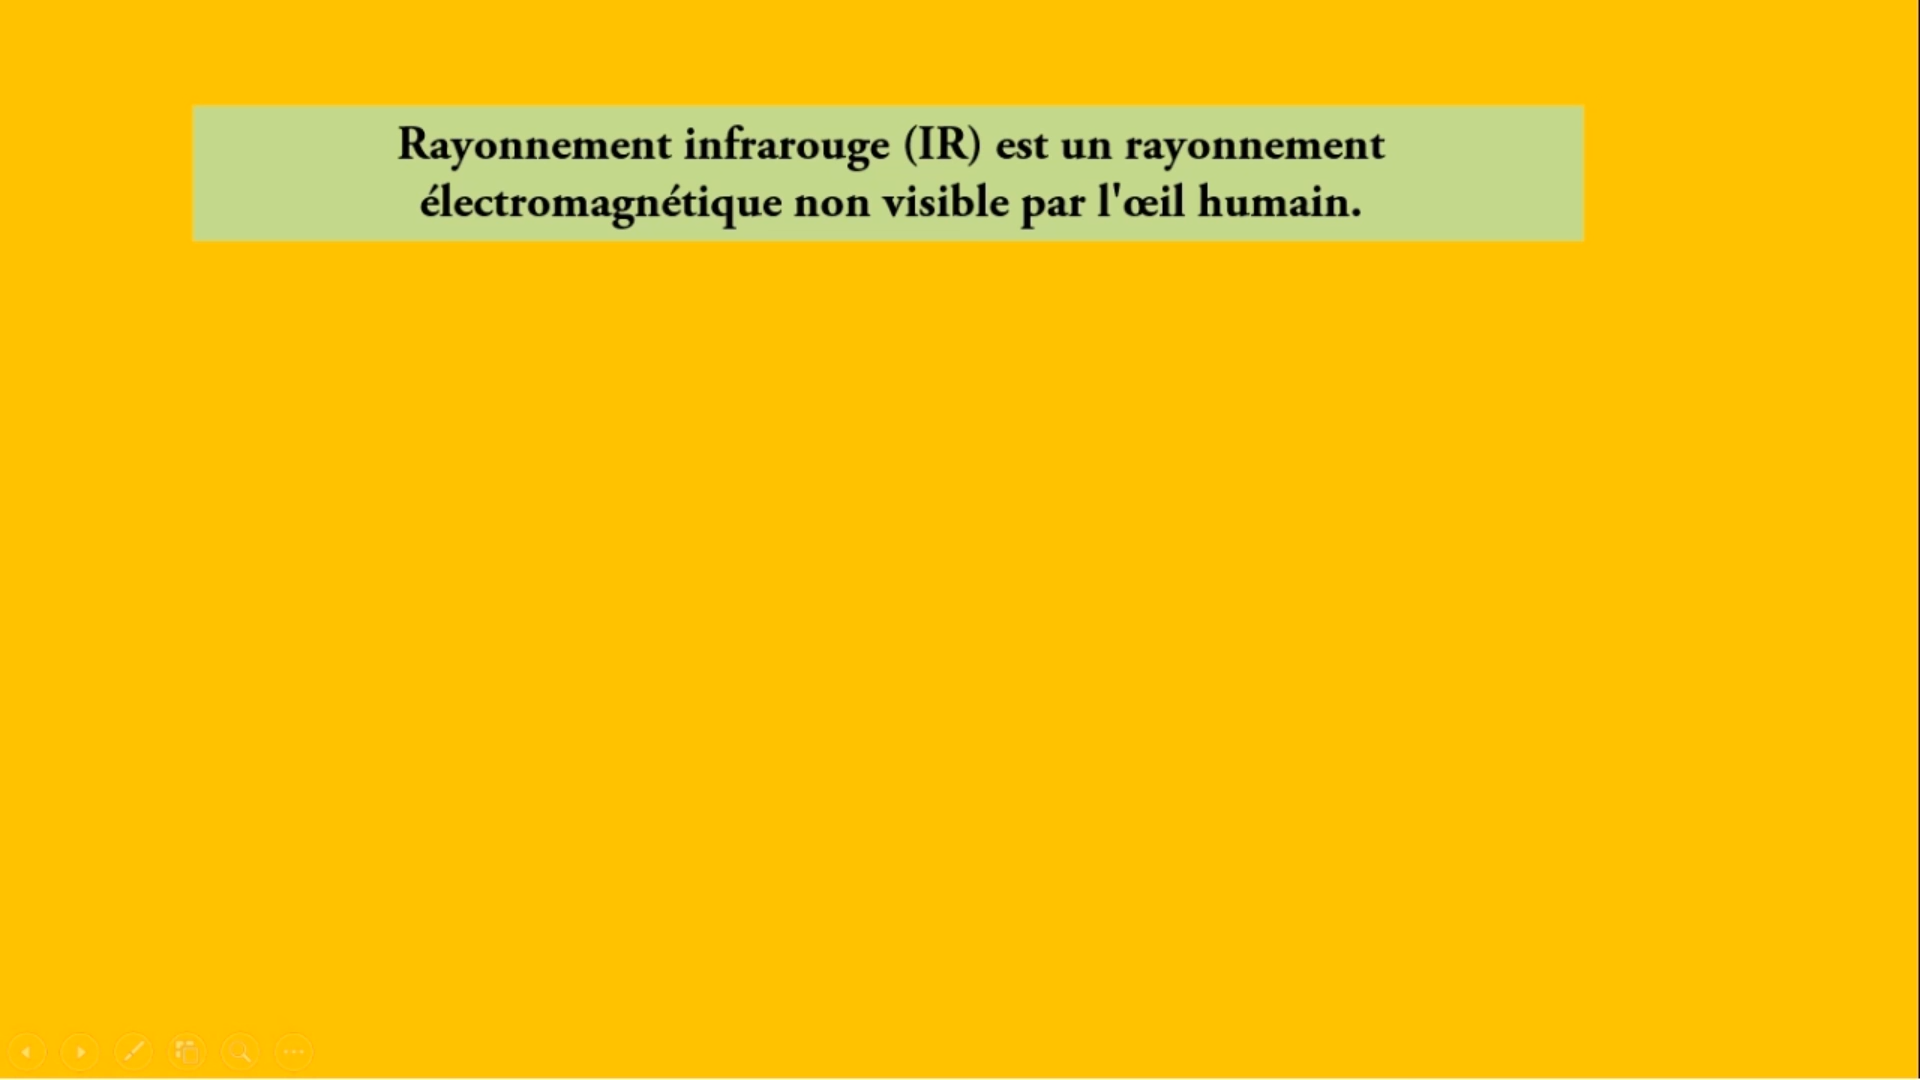 Rayonnement infrarouge (IR) est un rayonnement
électromagnétique non visible par l'œil humain.